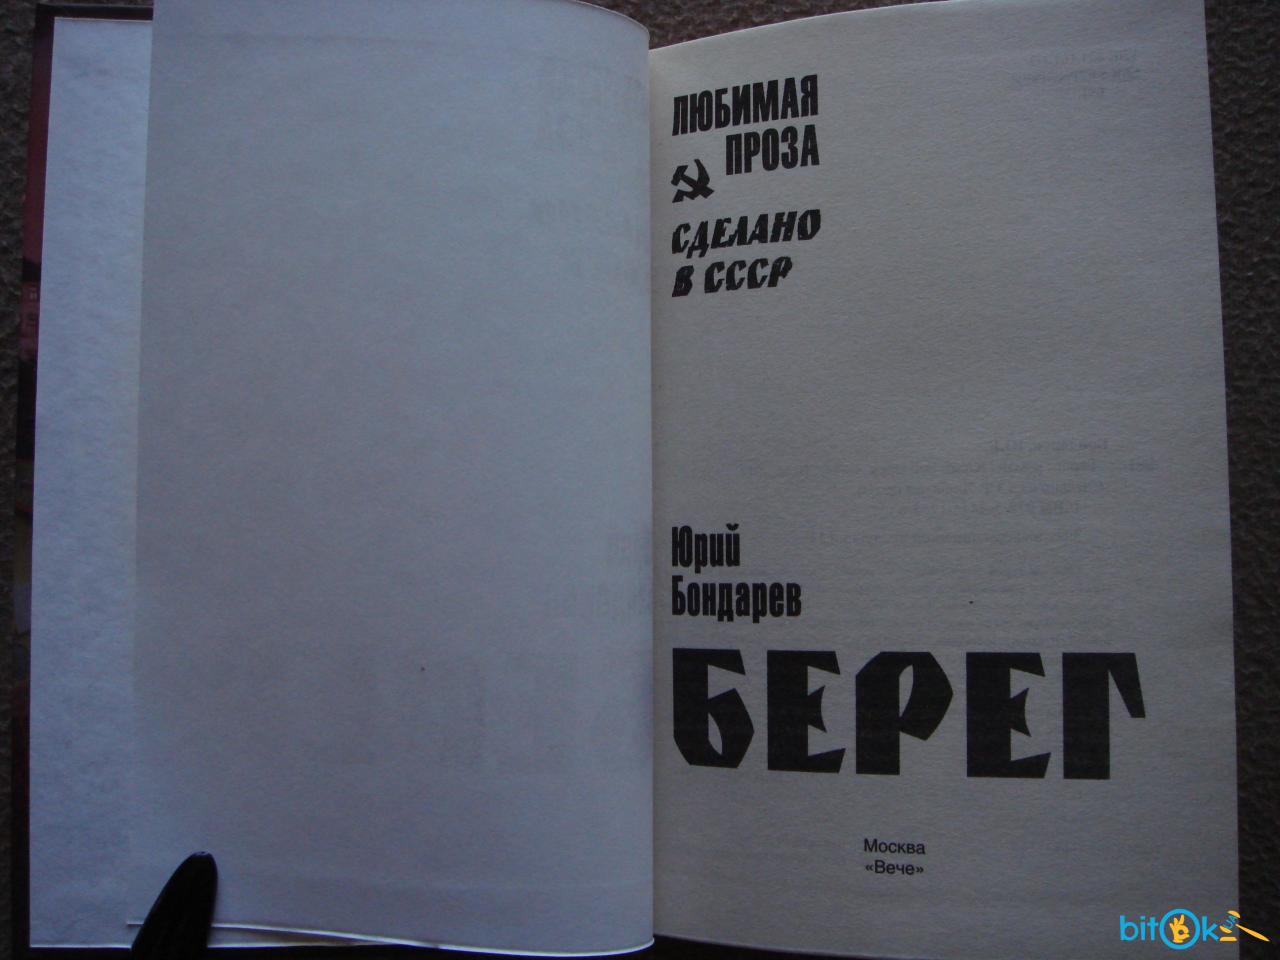 ЛЮБИМАЯ
ПРОЗА
СДЕЛАНО
В СССР
Юрий
Бондарев
БЕРЕГ
Москва
«Вече»
bitOk